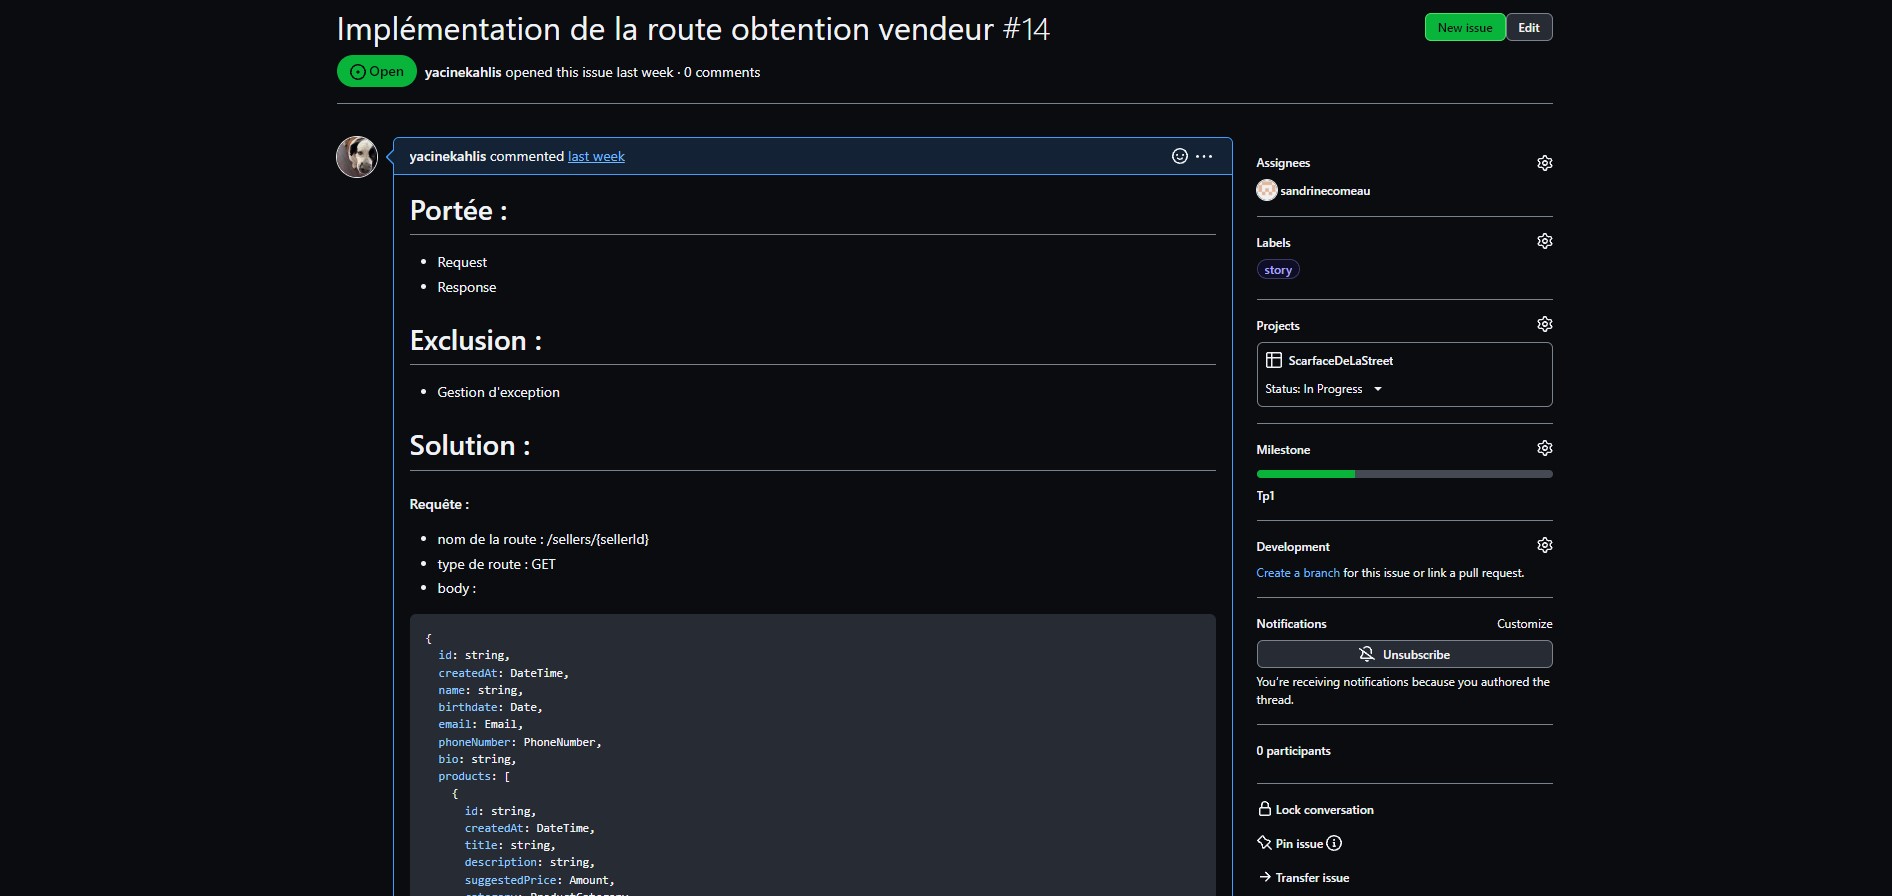 Implémentation de la route obtention vendeur #14
New issue
Edit
Open
yacinekahlis opened this issue last week · 0 comments
yacinekahlis commented last week
Portée :
Request
Response
Exclusion :
Gestion d'exception
Solution :
Requête :
nom de la route : /sellers/{sellerId}
type de route : GET
body :
{
id: string,
createdAt: DateTime,
name: string,
birthdate: Date,
email: Email,
phoneNumber: PhoneNumber,
bio: string,
products: [
{
id: string,
createdAt: DateTime,
title: string,
description: string,
suggestedPrice: Amount,
category: ProductCategory
Assignees
sandrinecomeau
Labels
story
Projects
ScarfaceDeLaStreet
Status: In Progress
Milestone
Tp1
Development
Create a branch for this issue or link a pull request.
Notifications
Customize
Unsubscribe
You're receiving notifications because you authored the
thread.
0 participants
Lock conversation
Pin issue
Transfer issue